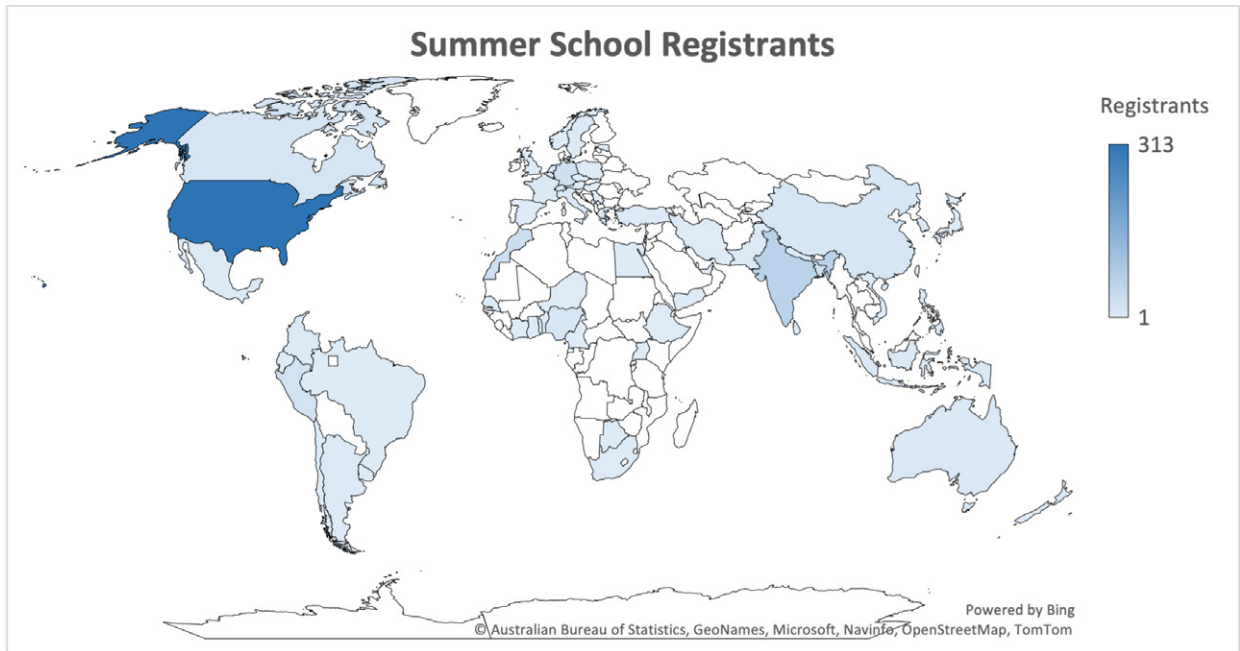 Summer School Registrants
Registrants
313
1
Powered by Bing
© Australian Bureau of Statistics, GeoNames, Microsoft, Navinfo, OpenStreetMap, TomTom